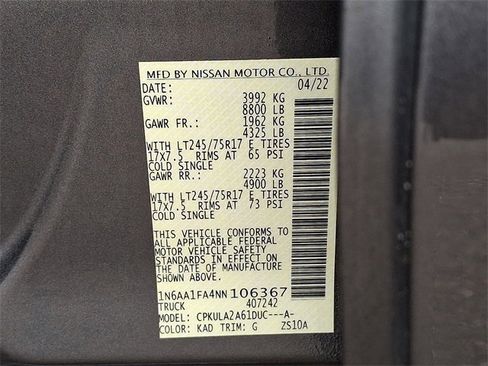 MFD BY NISSAN MOTOR CO., LTD.
DATE: 04/22
GVWR: 3992 KG
8800 LB
GAWR FR.: 1962 KG
4325 LB
WITH LT245/75R17 E TIRES
17X7.5 RIMS AT 65 PSI
COLD SINGLE
GAWR RR.: 2223 KG
4900 LB
WITH LT245/75R17 E TIRES
17X7.5 RIMS AT 73 PSI
COLD SINGLE
THIS VEHICLE CONFORMS TO
ALL APPLICABLE FEDERAL
MOTOR VEHICLE SAFETY
STANDARDS IN EFFECT ON
THE DATE OF MANUFACTURE
SHOWN ABOVE.
1N6AA1FA4NN106367
TRUCK 407242
MODEL: CPKULA2A61DUC---A-
COLOR: KAD TRIM: G ZS10A